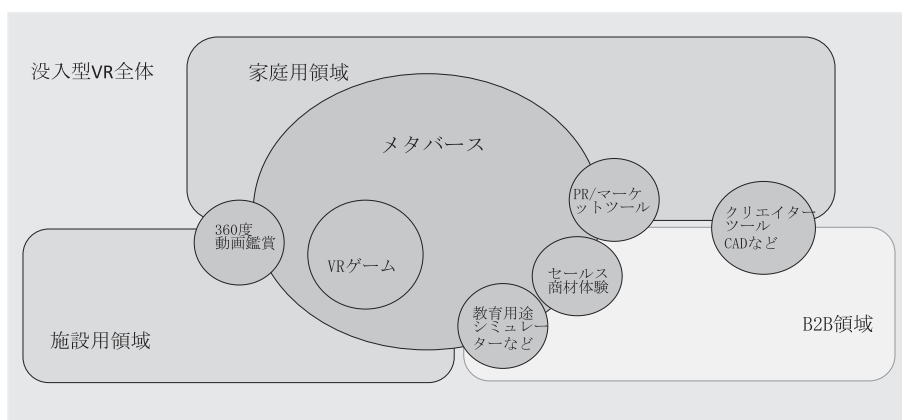 没入型VR全体
家庭用領域
メタバース
PR/マーケ
ットツール
クリエイター
ツール
CADなど
360度
動画鑑賞
VRゲーム
セールス
商材体験
教育用途
シミュレー
ターなど
施設用領域
B2B領域